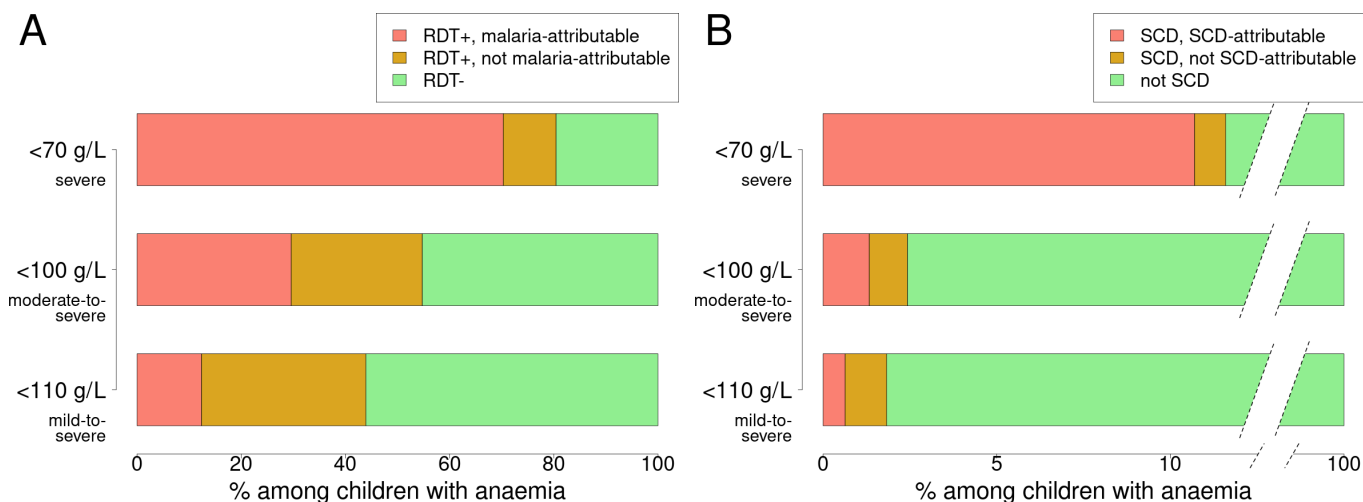 A
RDT+, malaria-attributable
RDT+, not malaria-attributable
RDT-
<70 g/L
severe
<100 g/L
moderate-to-
severe
<110 g/L
mild-to-
severe
0 20 40 60 80 100
% among children with anaemia
B
SCD, SCD-attributable
SCD, not SCD-attributable
not SCD
<70 g/L
severe
<100 g/L
moderate-to-
severe
<110 g/L
mild-to-
severe
0 5 10 100
% among children with anaemia